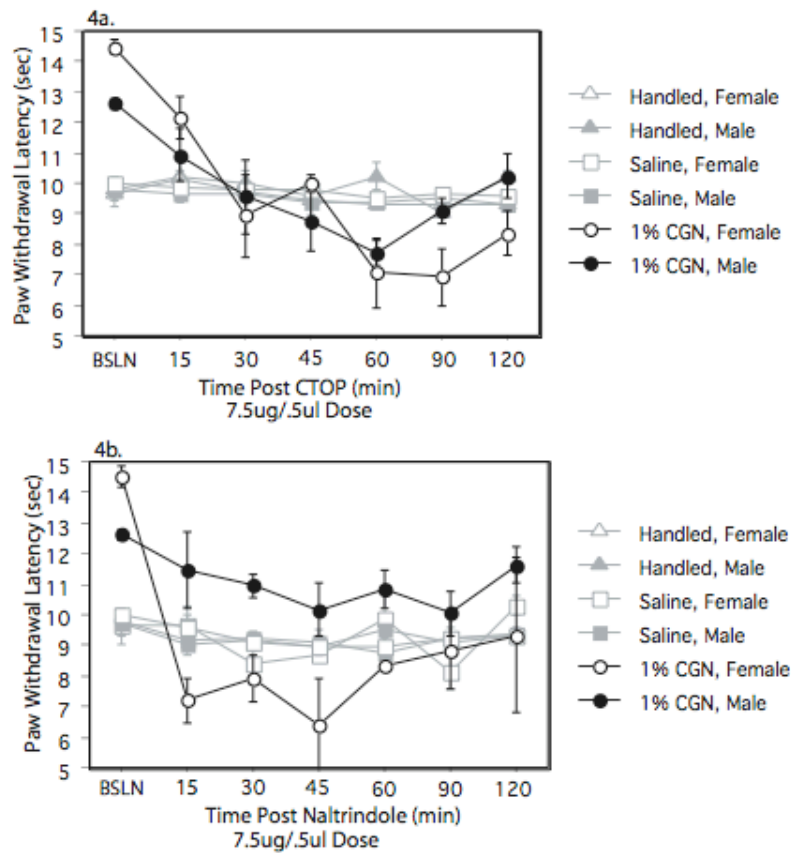 4a.
Paw Withdrawal Latency (sec)
15
14
13
12
11
10
9
8
7
6
5
BSLN 15 30 45 60 90 120
Time Post CTOP (min)
7.5ug/.5ul Dose
Handled, Female
Handled, Male
Saline, Female
Saline, Male
1% CGN, Female
1% CGN, Male
4b.
Paw Withdrawal Latency (sec)
15
14
13
12
11
10
9
8
7
6
5
BSLN 15 30 45 60 90 120
Time Post Naltrindole (min)
7.5ug/.5ul Dose
Handled, Female
Handled, Male
Saline, Female
Saline, Male
1% CGN, Female
1% CGN, Male